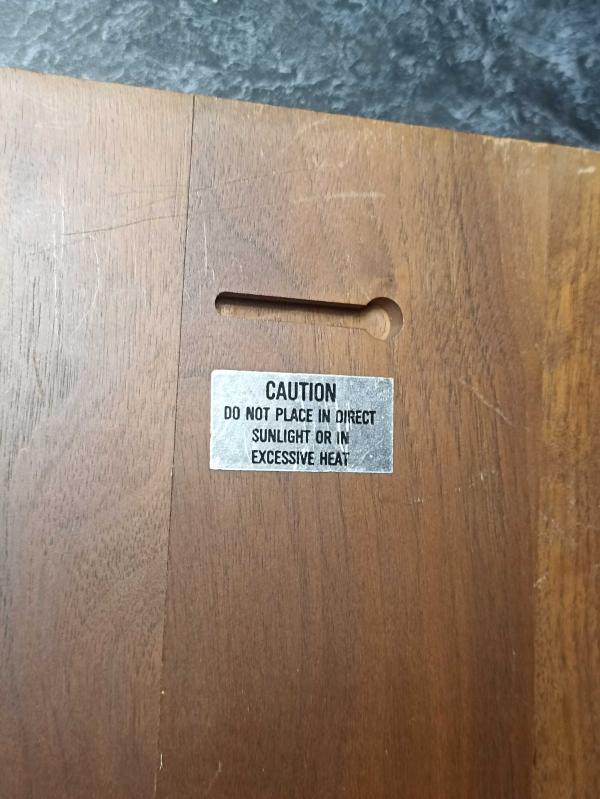 CAUTION
DO NOT PLACE IN DIRECT
SUNLIGHT OR IN
EXCESSIVE HEAT